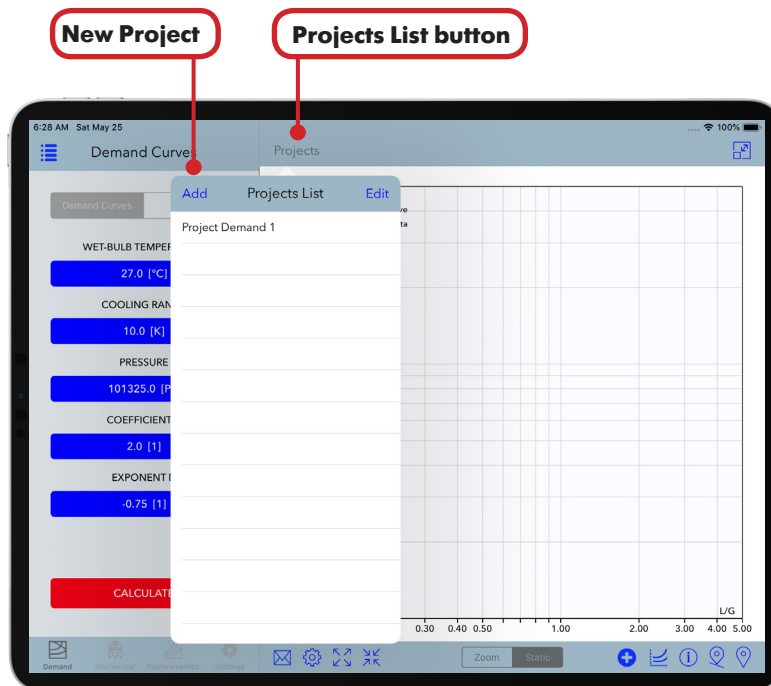 New Project
Projects List button
6:28 AM Sat May 25
100%
Demand Curves
Projects
Demand Curves
Add
Projects List
Edit
Project Demand 1
WET-BULB TEMPER
27.0 [°C]
COOLING RAN
10.0 [K]
PRESSURE
101325.0 [P
COEFFICIENT
2.0 [1]
EXPONENT
-0.75 [1]
CALCULATE
ve
ta
L/G
0.30 0.40 0.50 1.00 2.00 3.00 4.00 5.00
Demand
Mechanical
Psychrometrics
Settings
Zoom
Static